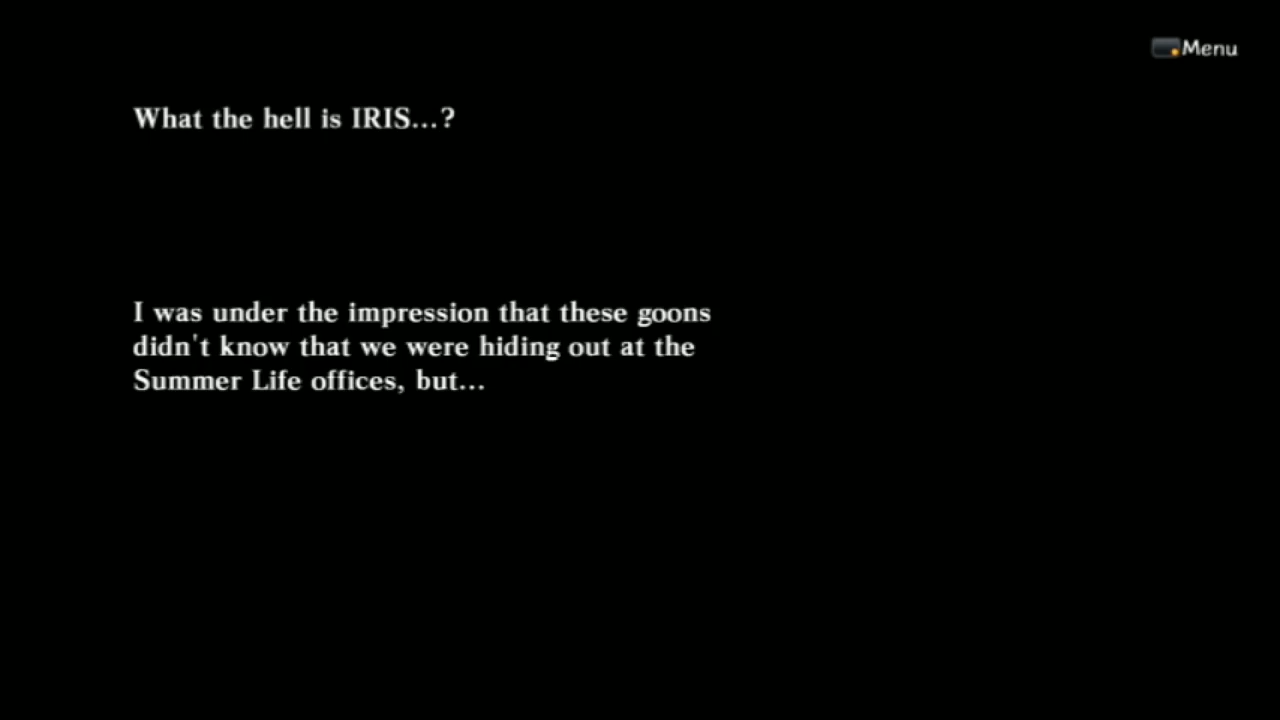 Menu
What the hell is IRIS...?
I was under the impression that these goons
didn't know that we were hiding out at the
Summer Life offices, but...